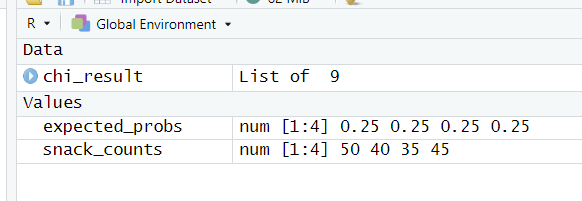 Import Dataset
62 MiB
R Global Environment
Data
chi_result List of 9
Values
expected_probs num [1:4] 0.25 0.25 0.25 0.25
snack_counts num [1:4] 50 40 35 45